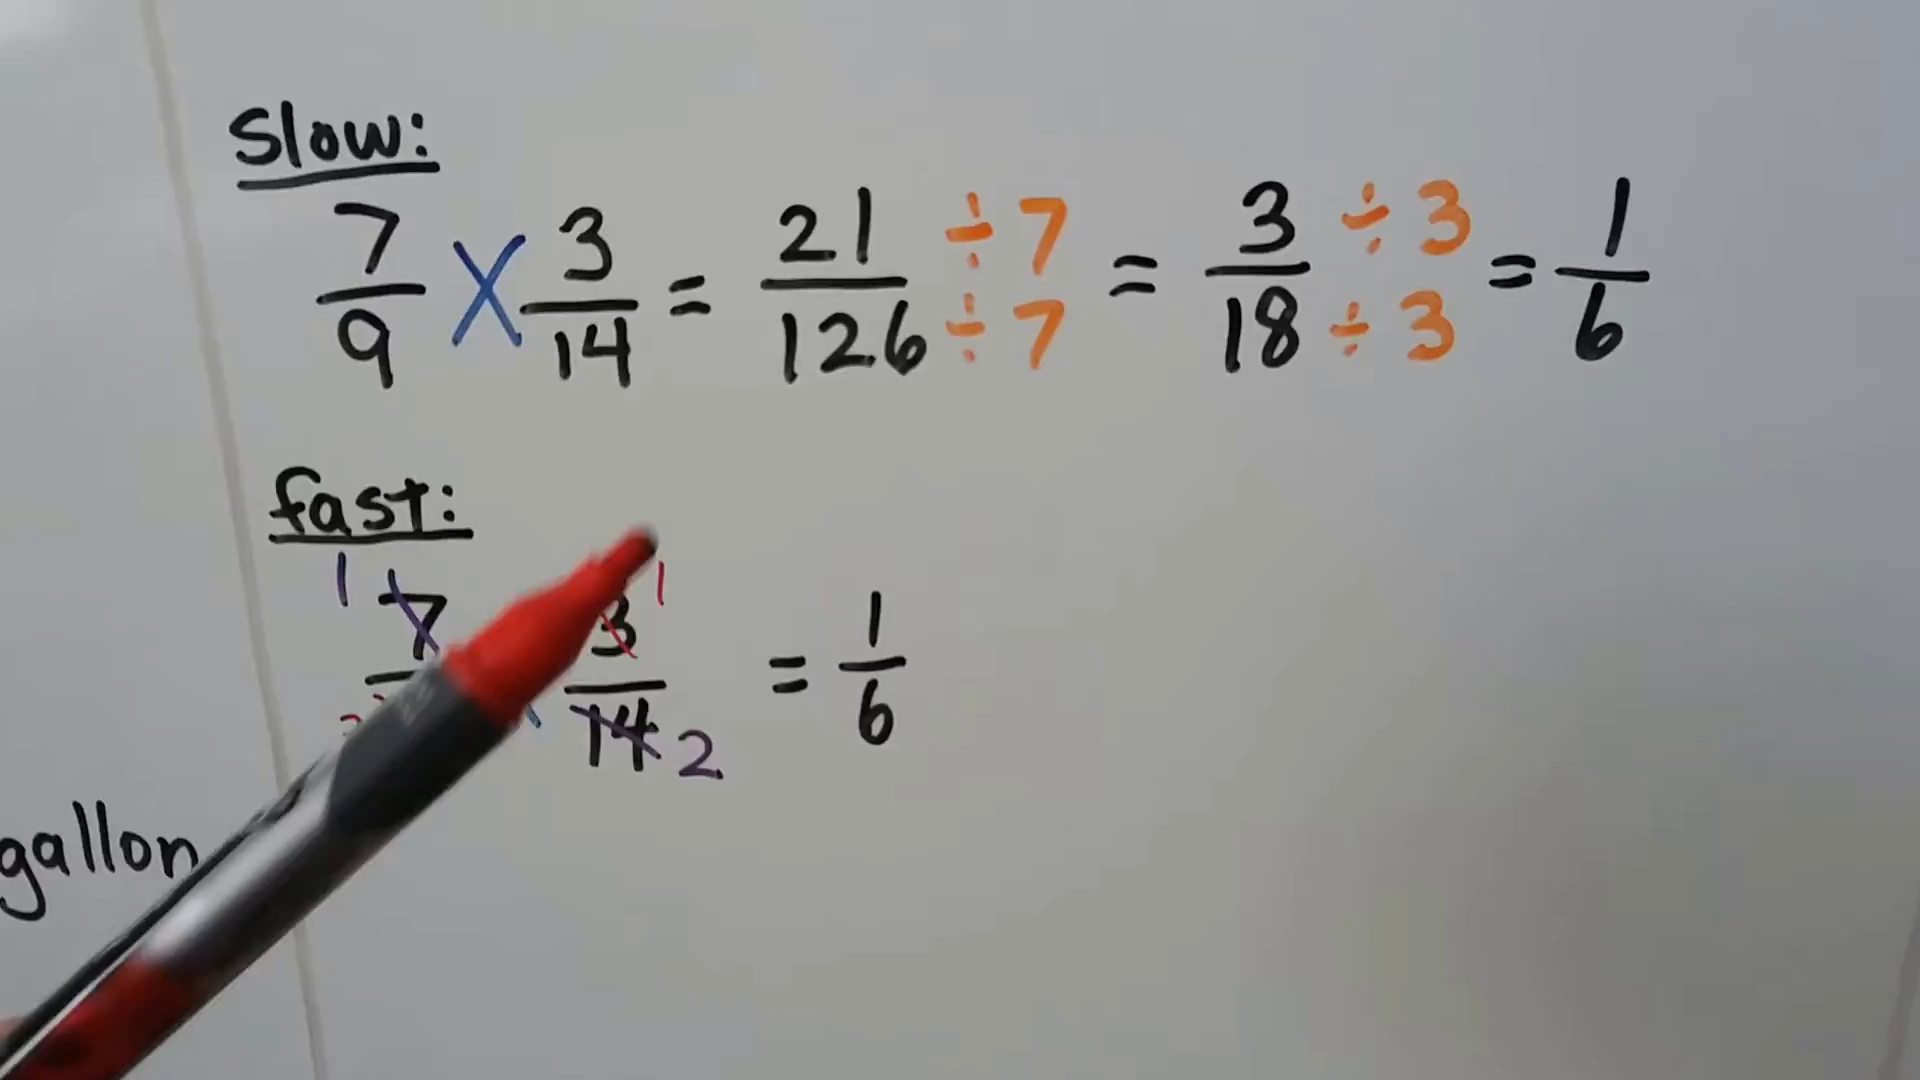 Slow:
7/9 X 3/14 = 21/126 ÷7/÷7 = 3/18 ÷3/÷3 = 1/6
fast:
1 7 3 1
14 2 = 1/6
gallon